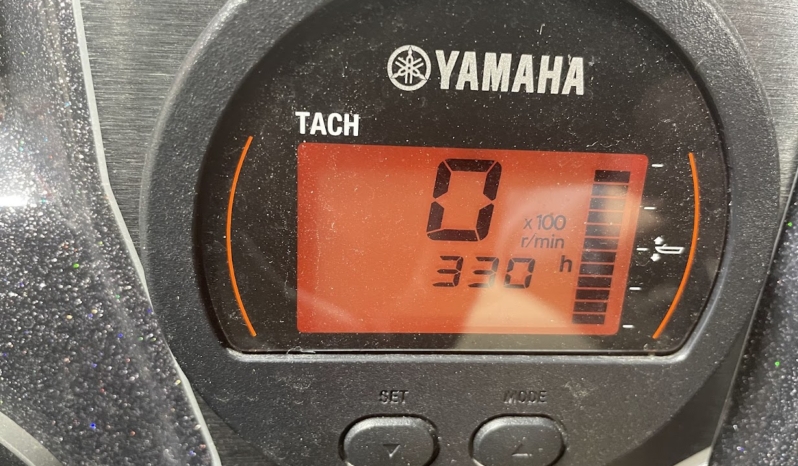 YAMAHA
TACH
0 x100
r/min
330 h
SET MODE